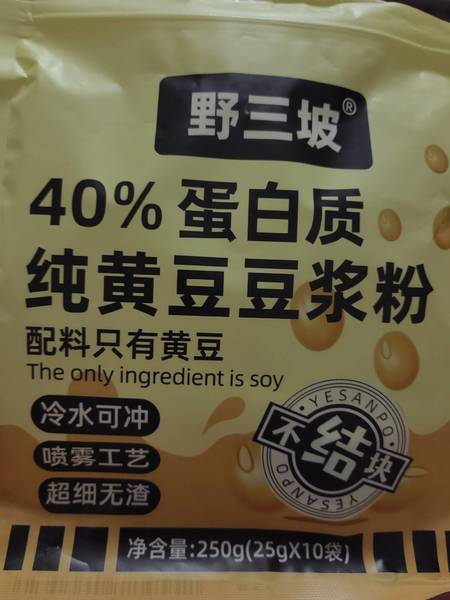 野三坡®
40%蛋白质
纯黄豆豆浆粉
配料只有黄豆
The only ingredient is soy
冷水可冲
喷雾工艺
超细无渣
YESANPO
不结块
YESANPO
净含量:250g(25gX10袋)